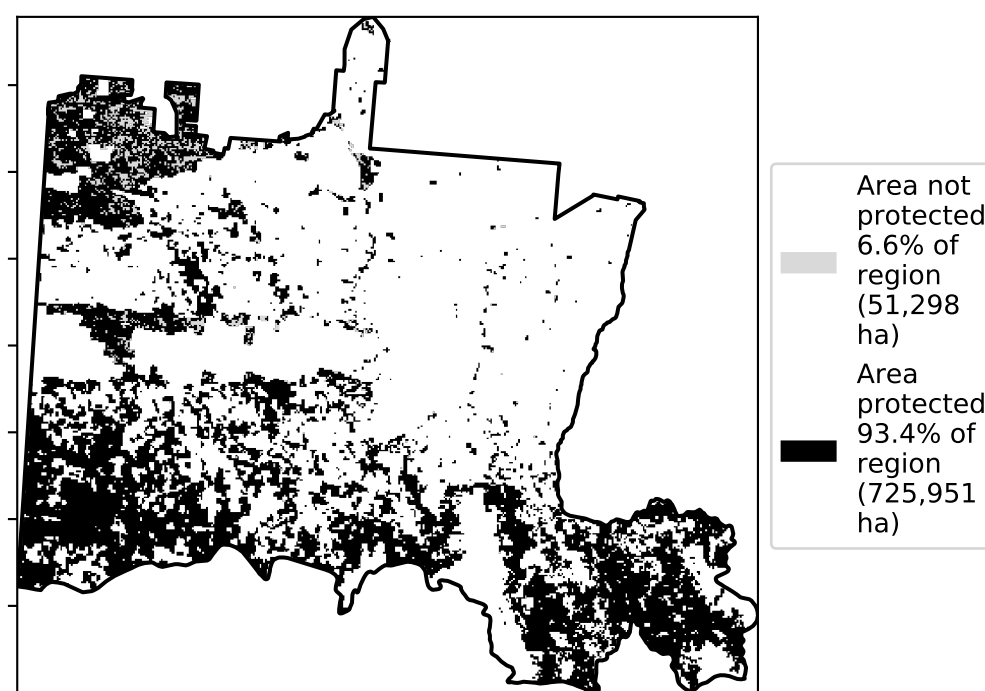 Area not
protected
6.6% of
region
(51,298
ha)
Area
protected
93.4% of
region
(725,951
ha)